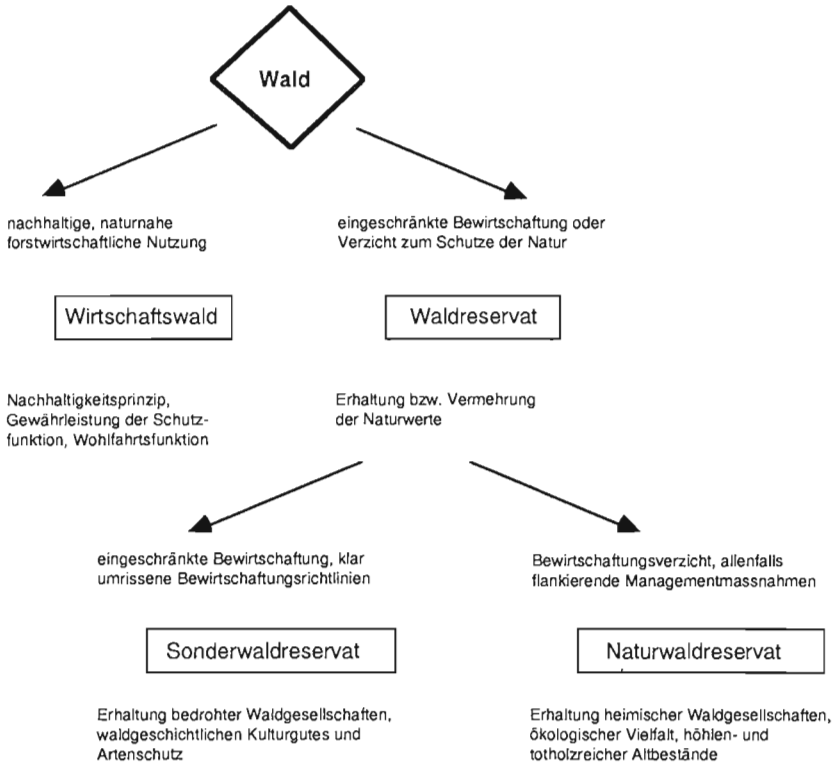 Wald
nachhaltige, naturnahe
forstwirtschaftliche Nutzung
eingeschränkte Bewirtschaftung oder
Verzicht zum Schutze der Natur
Wirtschaftswald
Waldreservat
Nachhaltigkeitsprinzip,
Gewährleistung der Schutz-
funktion, Wohlfahrtsfunktion
Erhaltung bzw. Vermehrung
der Naturwerte
eingeschränkte Bewirtschaftung, klar
umrissene Bewirtschaftungsrichtlinien
Bewirtschaftungsverzicht, allenfalls
flankierende Managementmassnahmen
Sonderwaldreservat
Naturwaldreservat
Erhaltung bedrohter Waldgesellschaften,
waldgeschichtlichen Kulturgutes und
Artenschutz
Erhaltung heimischer Waldgesellschaften,
ökologischer Vielfalt, höhlen- und
totholzreicher Altbestände